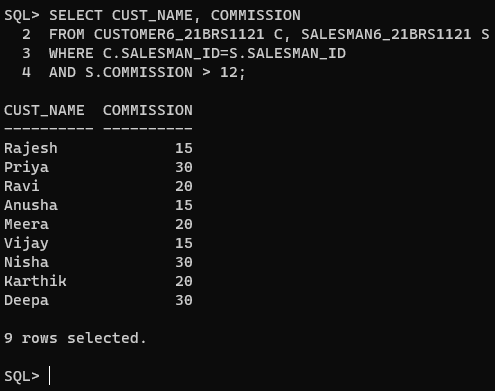 SQL> SELECT CUST_NAME, COMMISSION
  2  FROM CUSTOMER6_21BRS1121 C, SALESMAN6_21BRS1121 S
  3  WHERE C.SALESMAN_ID=S.SALESMAN_ID
  4  AND S.COMMISSION > 12;

CUST_NAME  COMMISSION
---------- ----------
Rajesh             15
Priya              30
Ravi               20
Anusha             15
Meera              20
Vijay              15
Nisha              30
Karthik            20
Deepa              30

9 rows selected.

SQL>